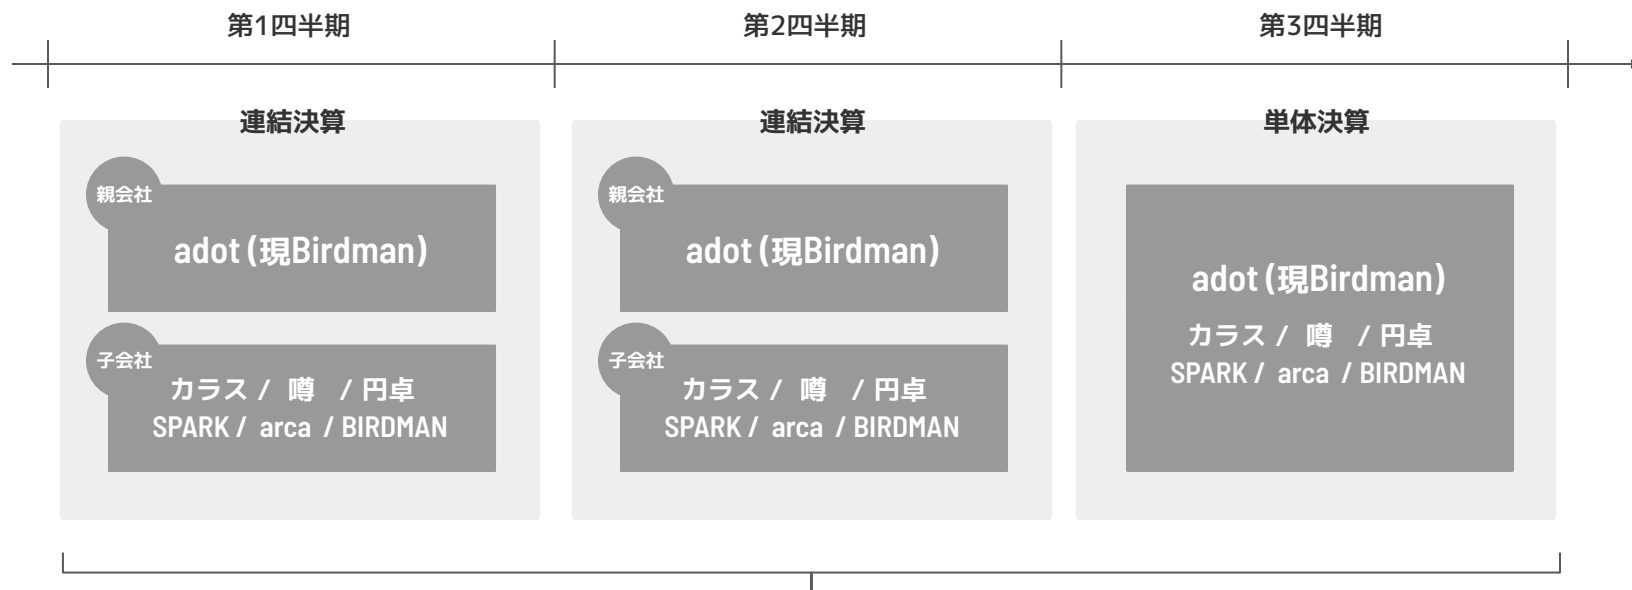 第1四半期
第2四半期
第3四半期
連結決算
親会社
adot (現Birdman)
子会社
カラス / 噂 / 円卓
SPARK / arca / BIRDMAN
連結決算
親会社
adot (現Birdman)
子会社
カラス / 噂 / 円卓
SPARK / arca / BIRDMAN
単体決算
adot (現Birdman)
カラス / 噂 / 円卓
SPARK / arca / BIRDMAN